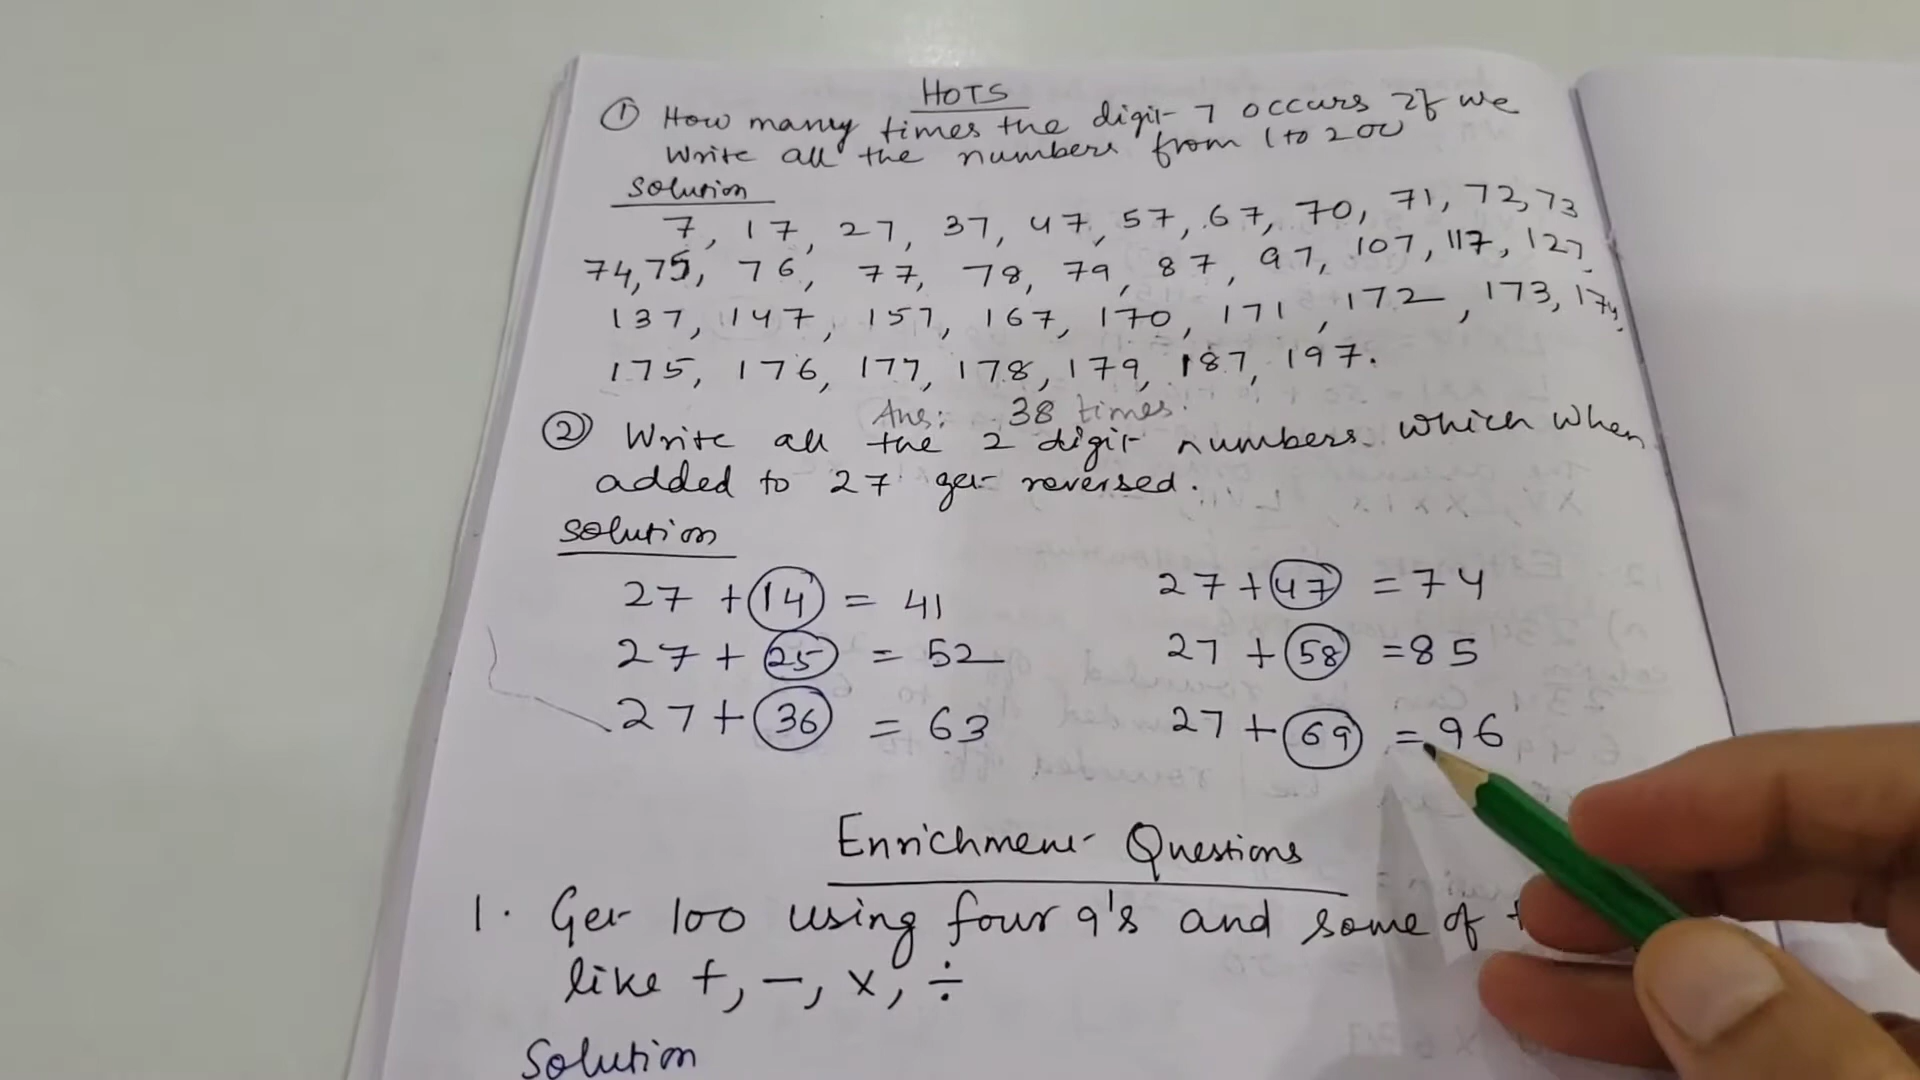 HOTS
① How many times the digit 7 occurs if we
write all the numbers from 1 to 200
Solution
7, 17, 27, 37, 47, 57, 67, 70, 71, 72, 73
74, 75, 76, 77, 78, 79, 87, 97, 107, 117, 127,
137, 147, 157, 167, 170, 171, 172, 173, 174,
175, 176, 177, 178, 179, 187, 197.
Ans: 38 times.
② Write all the 2 digit numbers which when
added to 27 get reversed.
Solution
27 + 14 = 41 27 + 47 = 74
27 + 25 = 52 27 + 58 = 85
27 + 36 = 63 27 + 69 = 96
Enrichment Questions
1. Get 100 using four 9's and some of
like +, −, ×, ÷
Solution